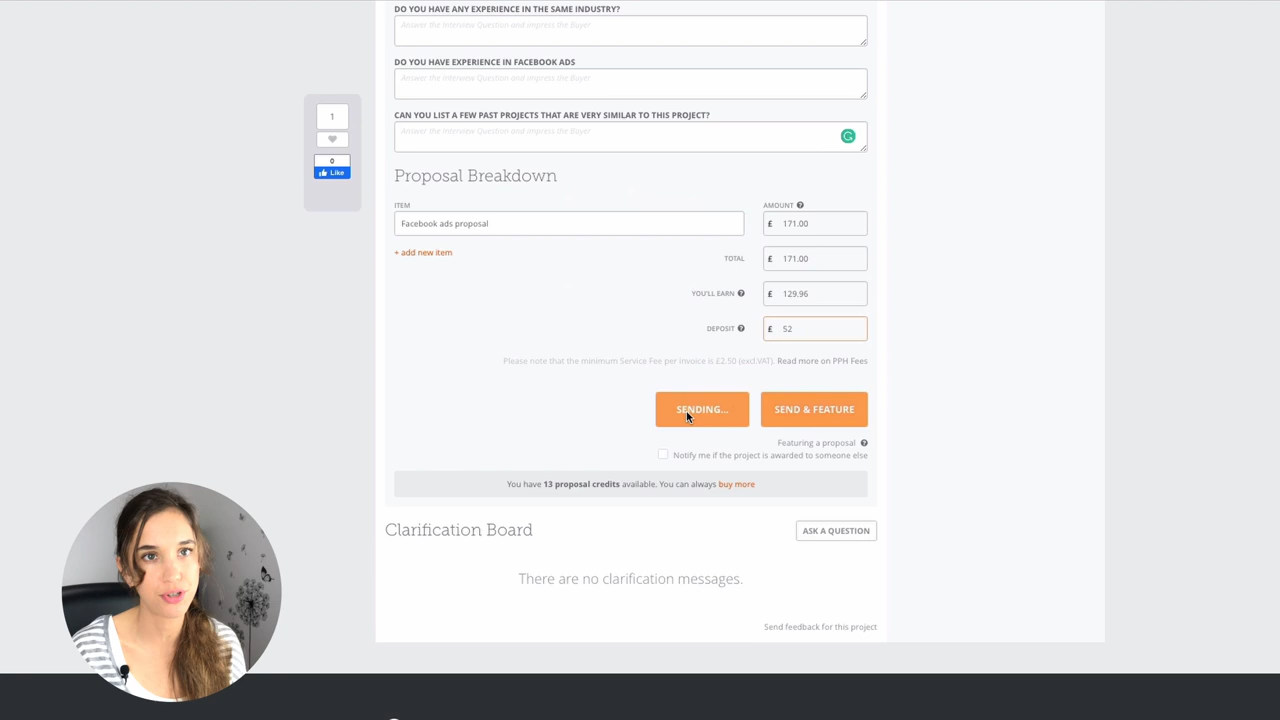 DO YOU HAVE ANY EXPERIENCE IN THE SAME INDUSTRY?
Answer the Interview Question and impress the Buyer
DO YOU HAVE EXPERIENCE IN FACEBOOK ADS
Answer the Interview Question and impress the Buyer
CAN YOU LIST A FEW PAST PROJECTS THAT ARE VERY SIMILAR TO THIS PROJECT?
Answer the Interview Question and impress the Buyer
1
0
Like
Proposal Breakdown
ITEM AMOUNT
Facebook ads proposal £ 171.00
+ add new item TOTAL £ 171.00
YOU'LL EARN £ 129.96
DEPOSIT £ 52
Please note that the minimum Service Fee per invoice is £2.50 (excl.VAT). Read more on PPH Fees
SENDING... SEND & FEATURE
Featuring a proposal
Notify me if the project is awarded to someone else
You have 13 proposal credits available. You can always buy more
Clarification Board ASK A QUESTION
There are no clarification messages.
Send feedback for this project